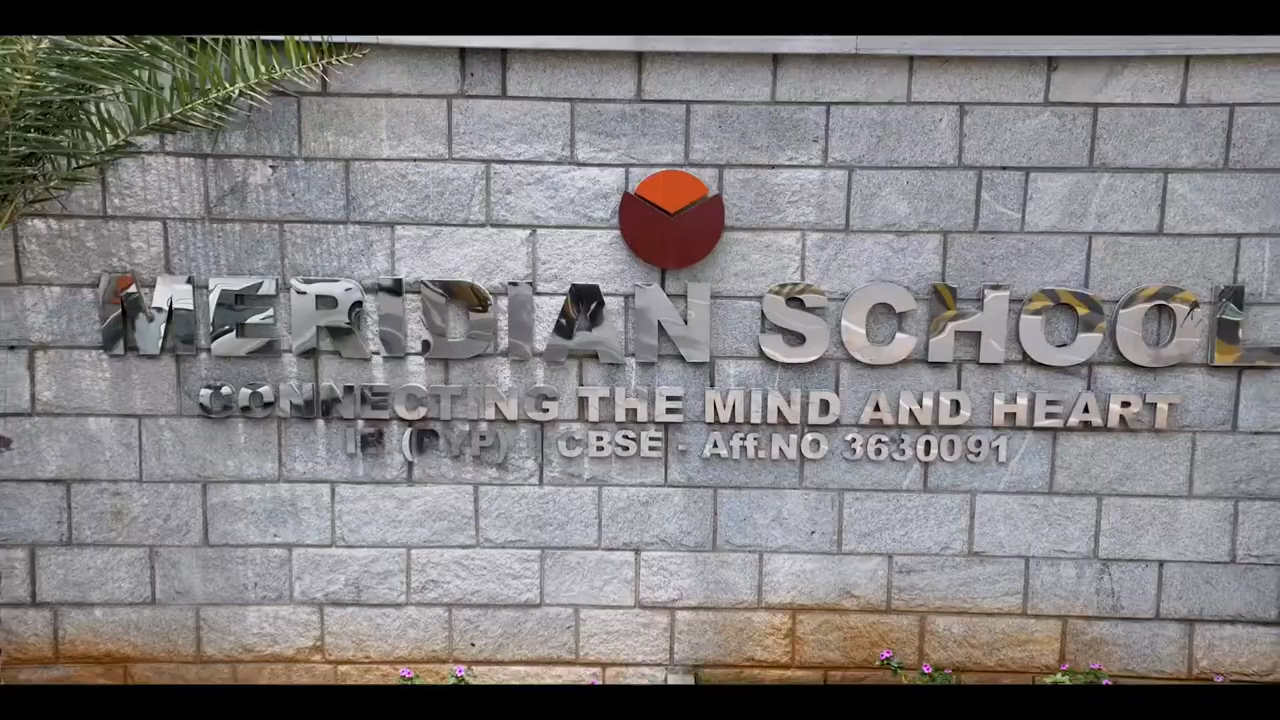 MERIDIAN SCHOOL
CONNECTING THE MIND AND HEART
IB (PYP) | CBSE - Aff.NO 3630091